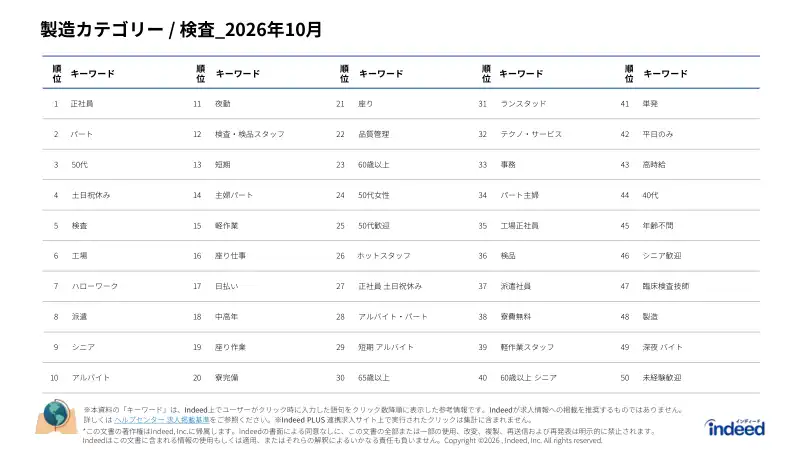 製造カテゴリー / 検査_2026年10月
順位 キーワード 順位 キーワード 順位 キーワード 順位 キーワード 順位 キーワード
1 正社員 11 夜勤 21 座り 31 ランスタッド 41 単発
2 パート 12 検査・検品スタッフ 22 品質管理 32 テクノ・サービス 42 平日のみ
3 50代 13 短期 23 60歳以上 33 事務 43 高時給
4 土日祝休み 14 主婦パート 24 50代女性 34 パート主婦 44 40代
5 検査 15 軽作業 25 50代歓迎 35 工場正社員 45 年齢不問
6 工場 16 座り仕事 26 ホットスタッフ 36 検品 46 シニア歓迎
7 ハローワーク 17 日払い 27 正社員 土日祝休み 37 派遣社員 47 臨床検査技師
8 派遣 18 中高年 28 アルバイト・パート 38 寮費無料 48 製造
9 シニア 19 座り作業 29 短期 アルバイト 39 軽作業スタッフ 49 深夜 バイト
10 アルバイト 20 寮完備 30 65歳以上 40 60歳以上 シニア 50 未経験歓迎
※本資料の「キーワード」は、Indeed上でユーザーがクリック時に入力した語句をクリック数降順に表示した参考情報です。Indeedが求人情報への掲載を推奨するものではありません。
詳しくは ヘルプセンター 求人掲載基準をご参照ください。※Indeed PLUS 連携求人サイト上で実行されたクリックは集計に含まれません。
*この文書の著作権はIndeed, Inc.に帰属します。Indeedの書面による同意なしに、この文書の全部または一部の使用、改変、複製、再送信および再発表は明示的に禁止されます。
Indeedはこの文書に含まれる情報の使用もしくは適用、またはそれらの解釈によるいかなる責任も負いません。Copyright ©2026 , Indeed, Inc. All rights reserved.
インディード
indeed